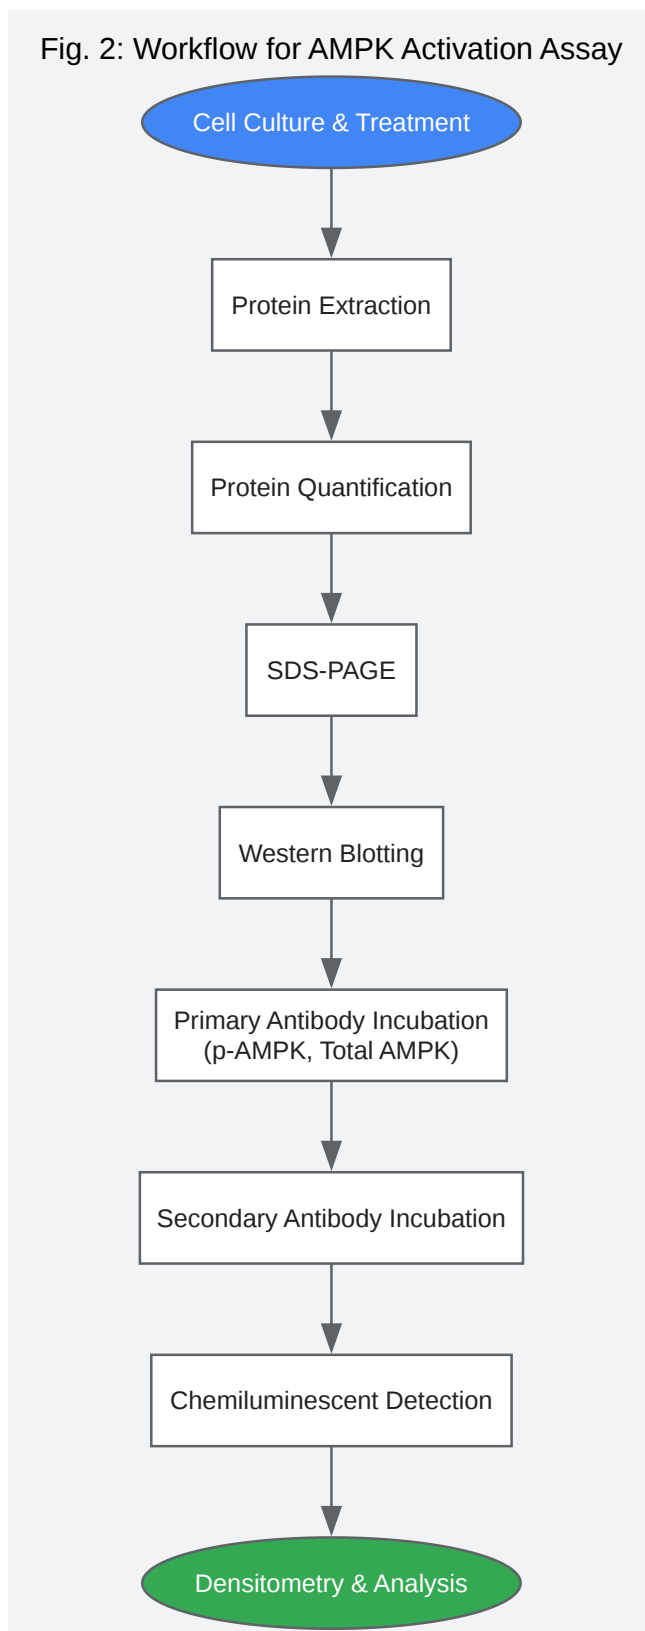 Fig. 2: Workflow for AMPK Activation Assay
Cell Culture & Treatment
Protein Extraction
Protein Quantification
SDS-PAGE
Western Blotting
Primary Antibody Incubation
(p-AMPK, Total AMPK)
Secondary Antibody Incubation
Chemiluminescent Detection
Densitometry & Analysis